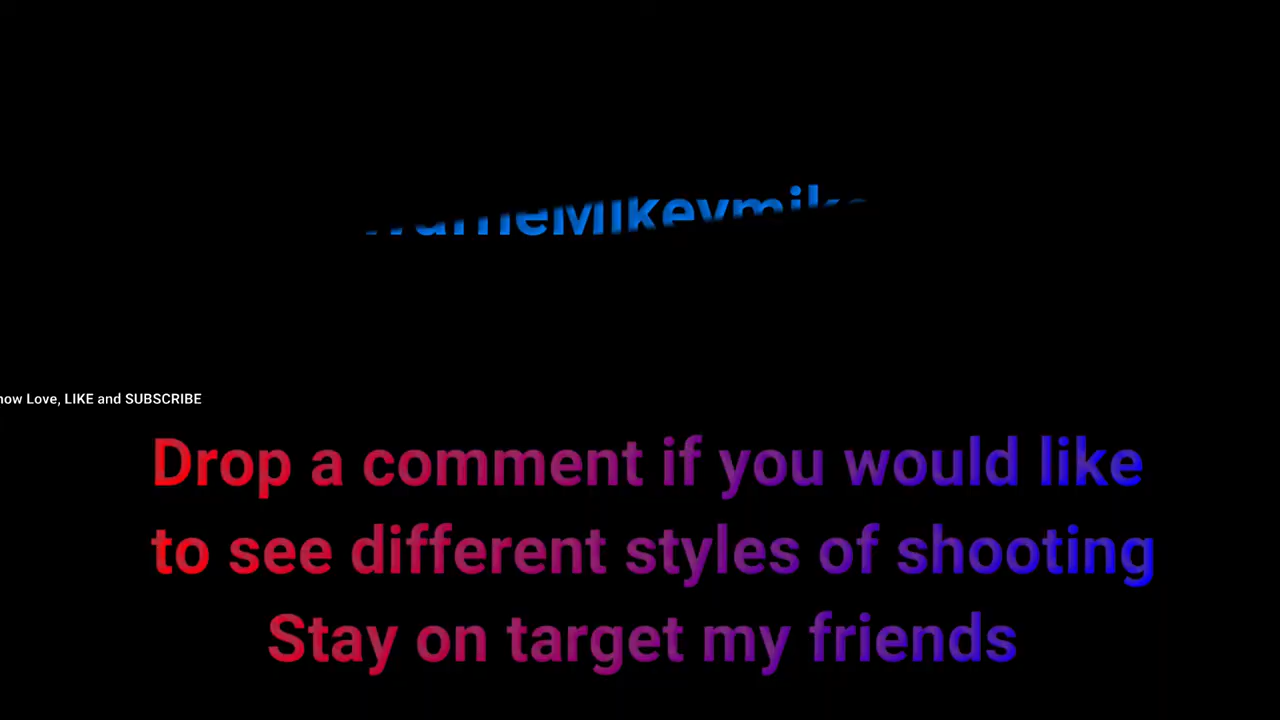 Love, LIKE and SUBSCRIBE
Drop a comment if you would like
to see different styles of shooting
Stay on target my friends